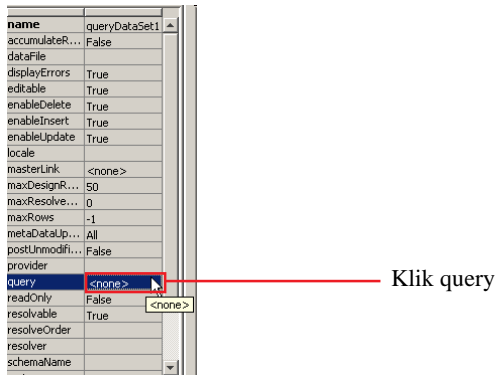 name queryDataSet1
accumulateR... False
dataFile
displayErrors True
editable True
enableDelete True
enableInsert True
enableUpdate True
locale
masterLink <none>
maxDesignR... 50
maxResolve... 0
maxRows -1
metaDataUp... All
postUnmodifi... False
provider
query <none>
Klik query
readOnly False
<none>
resolvable True
resolveOrder
resolver
schemaName